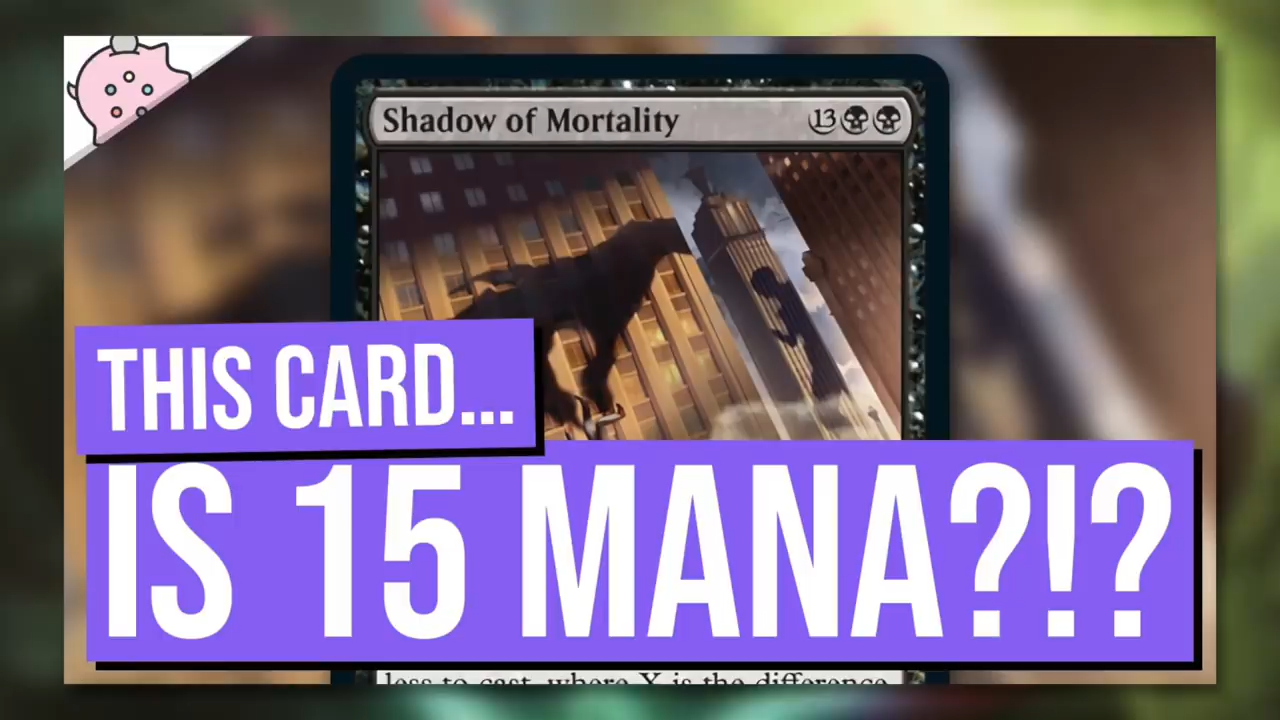 Shadow of Mortality 13
THIS CARD...
IS 15 MANA?!?
less to cast, where X is the difference